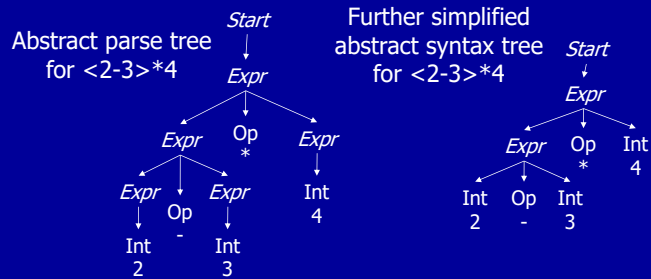 Abstract parse tree
for <2-3>*4
Start
Expr
Expr
Op
*
Expr
Expr
Op
-
Expr
Int
4
Int
2
Int
3
Further simplified
abstract syntax tree
for <2-3>*4
Start
Expr
Expr
Op
*
Int
4
Int
2
Op
-
Int
3